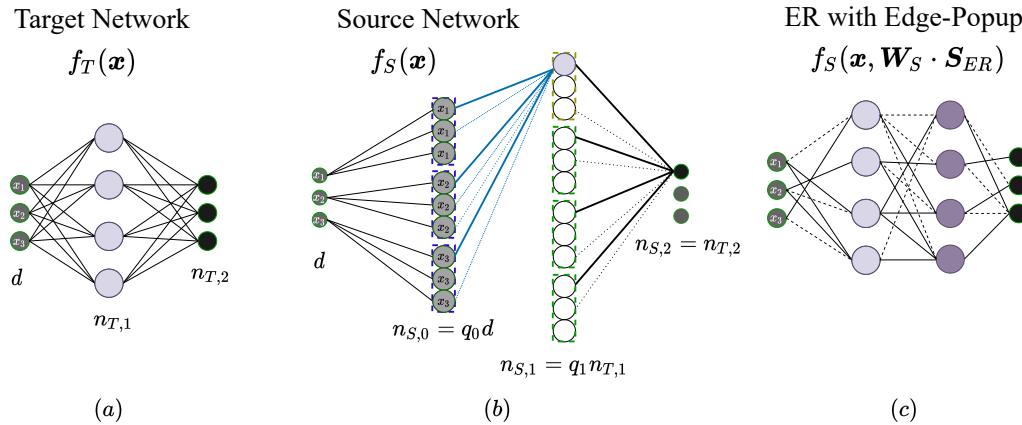 Target Network
f_T(x)
x_1
x_2
x_3
d
n_{T,1}
n_{T,2}
(a)
Source Network
f_S(x)
x_1
x_2
x_3
d
x_1
x_1
x_1
x_2
x_2
x_2
x_3
x_3
x_3
n_{S,0} = q_0 d
n_{S,1} = q_1 n_{T,1}
n_{S,2} = n_{T,2}
(b)
ER with Edge-Popup
f_S(x, W_S · S_{ER})
x_1
x_2
x_3
(c)